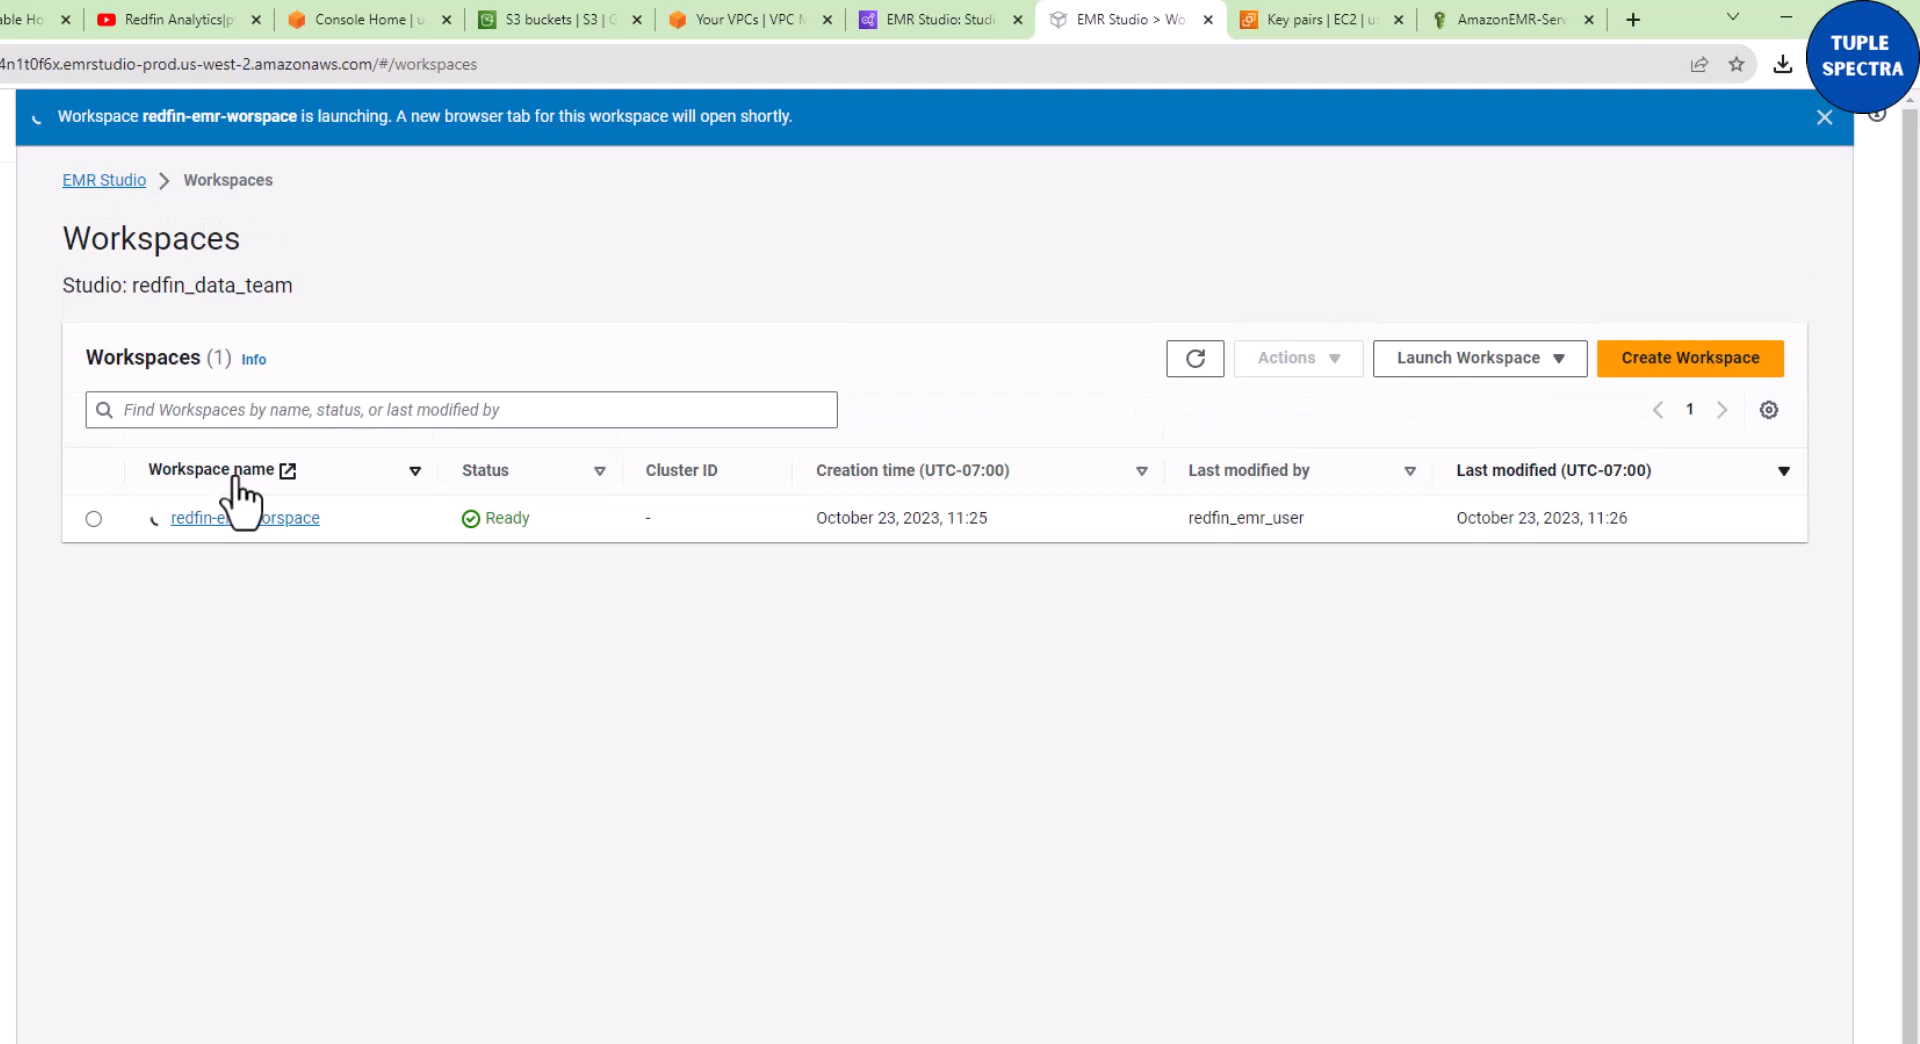 able Ho
Redfin Analytics|p
Console Home | u
S3 buckets | S3 | G
Your VPCs | VPC M
EMR Studio: Studi
EMR Studio > Wo
Key pairs | EC2 | us
AmazonEMR-Serv
4n1t0f6x.emrstudio-prod.us-west-2.amazonaws.com/#/workspaces
TUPLE
SPECTRA
Workspace redfin-emr-worspace is launching. A new browser tab for this workspace will open shortly.
EMR Studio > Workspaces
Workspaces
Studio: redfin_data_team
Workspaces (1) Info
Actions
Launch Workspace
Create Workspace
Find Workspaces by name, status, or last modified by
1
Workspace name Status Cluster ID Creation time (UTC-07:00) Last modified by Last modified (UTC-07:00)
redfin-e orspace Ready - October 23, 2023, 11:25 redfin_emr_user October 23, 2023, 11:26